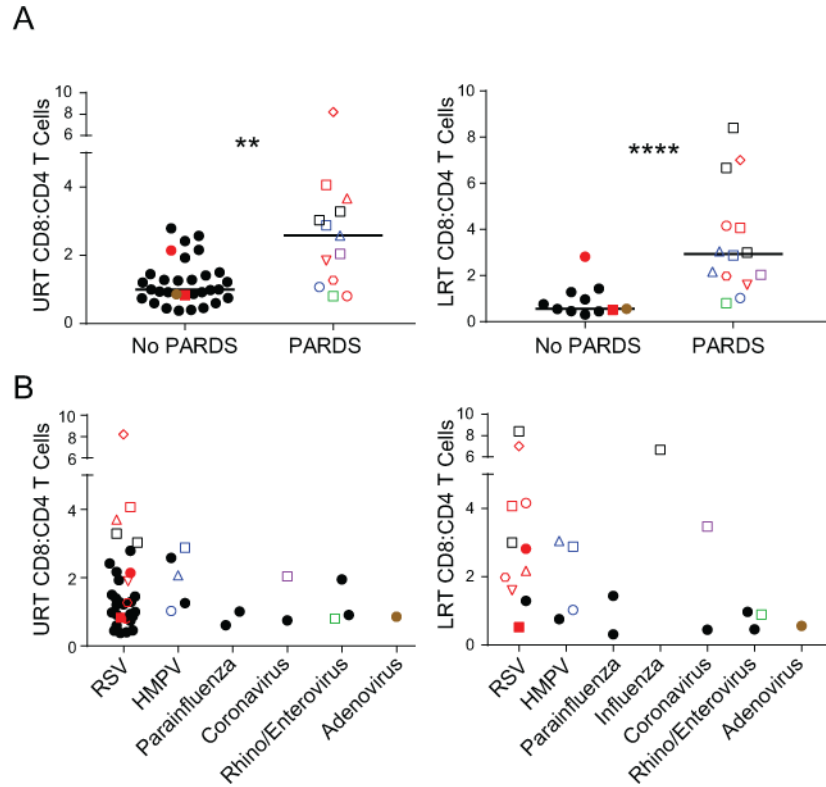 A
URT CD8:CD4 T Cells
10
8
6
4
2
0
**
No PARDS
PARDS
LRT CD8:CD4 T Cells
10
8
6
4
2
0
****
No PARDS
PARDS
B
URT CD8:CD4 T Cells
10
8
6
4
2
0
RSV
HMPV
Parainfluenza
Coronavirus
Rhino/Enterovirus
Adenovirus
LRT CD8:CD4 T Cells
10
8
6
4
2
0
RSV
HMPV
Parainfluenza
Influenza
Coronavirus
Rhino/Enterovirus
Adenovirus